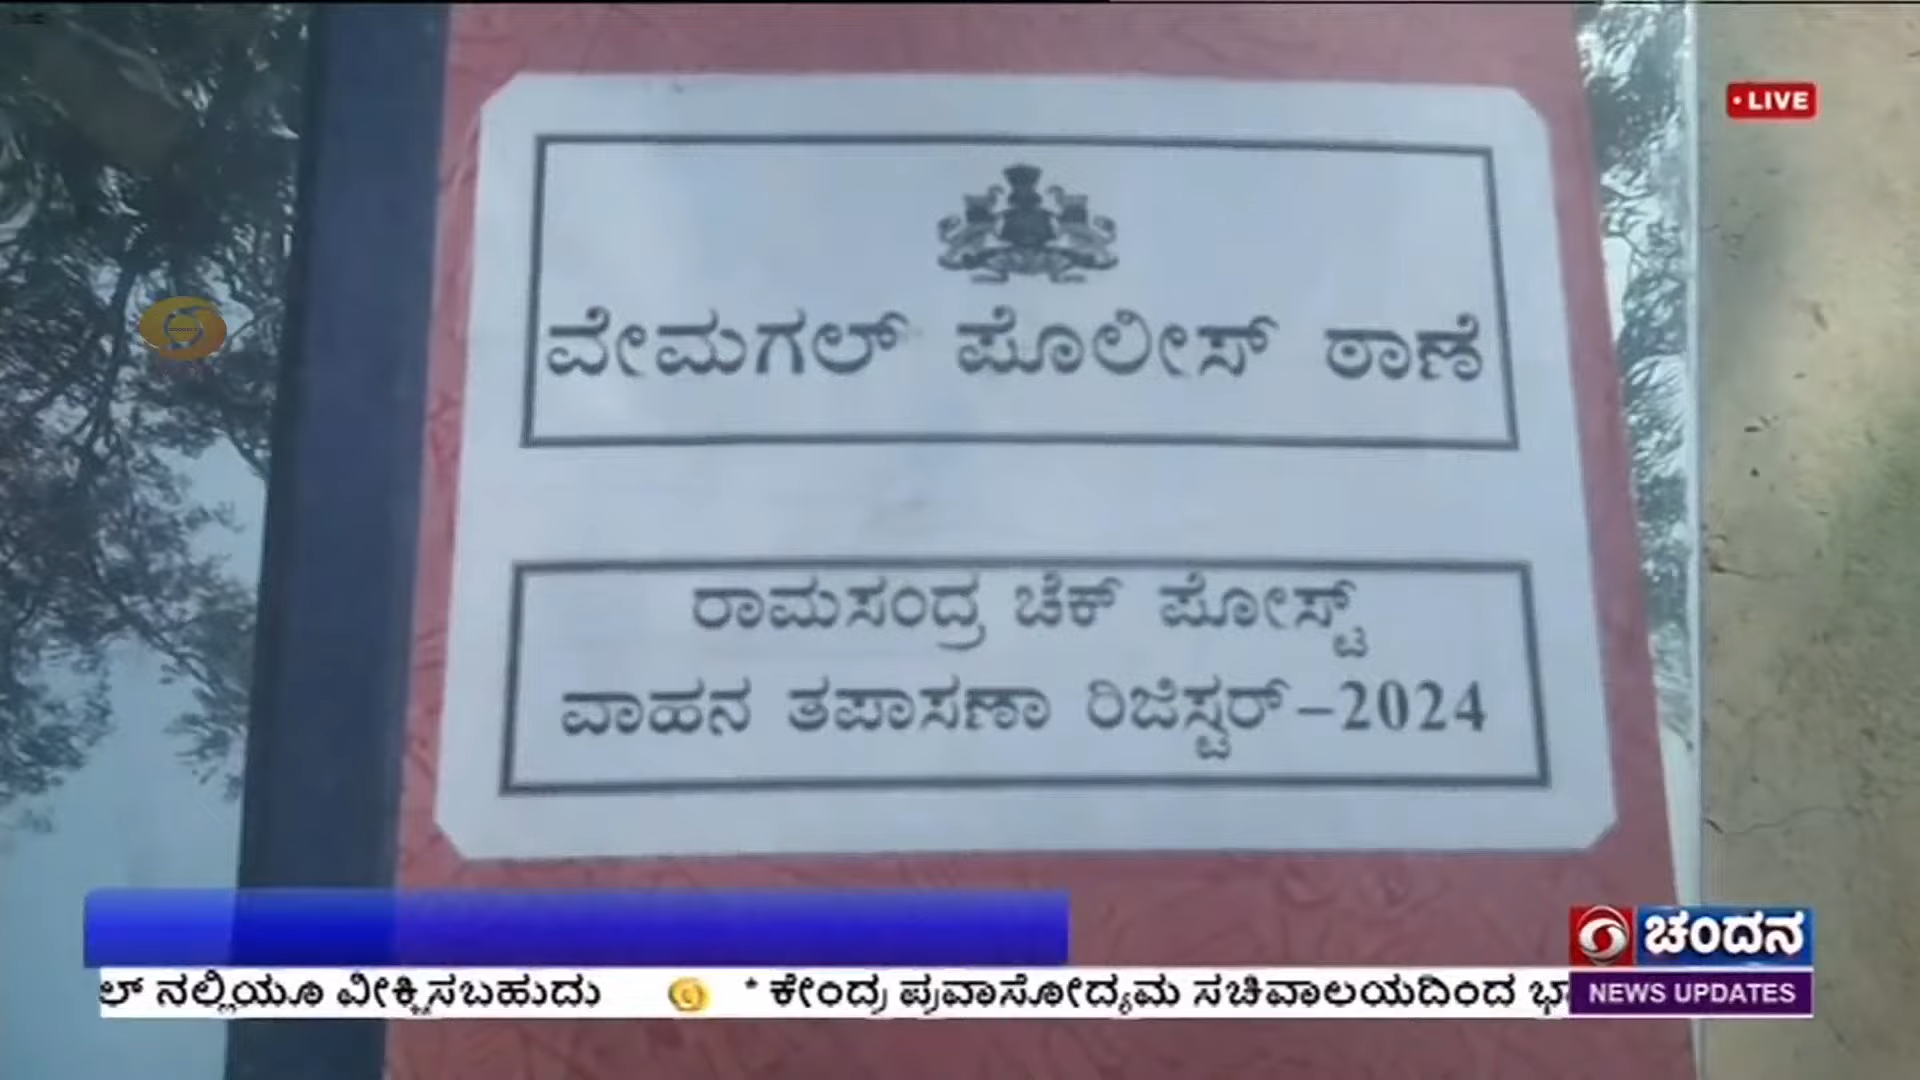 • LIVE
ವೇಮಗಲ್ ಪೊಲೀಸ್ ಠಾಣೆ
ರಾಮಸಂದ್ರ ಚೆಕ್ ಪೋಸ್ಟ್
ವಾಹನ ತಪಾಸಣಾ ರಿಜಿಸ್ಟರ್-2024
ಚಂದನ
ಲ್ ನಲ್ಲಿಯೂ ವೀಕ್ಷಿಸಬಹುದು * ಕೇಂದ್ರ ಪ್ರವಾಸೋದ್ಯಮ ಸಚಿವಾಲಯದಿಂದ
NEWS UPDATES